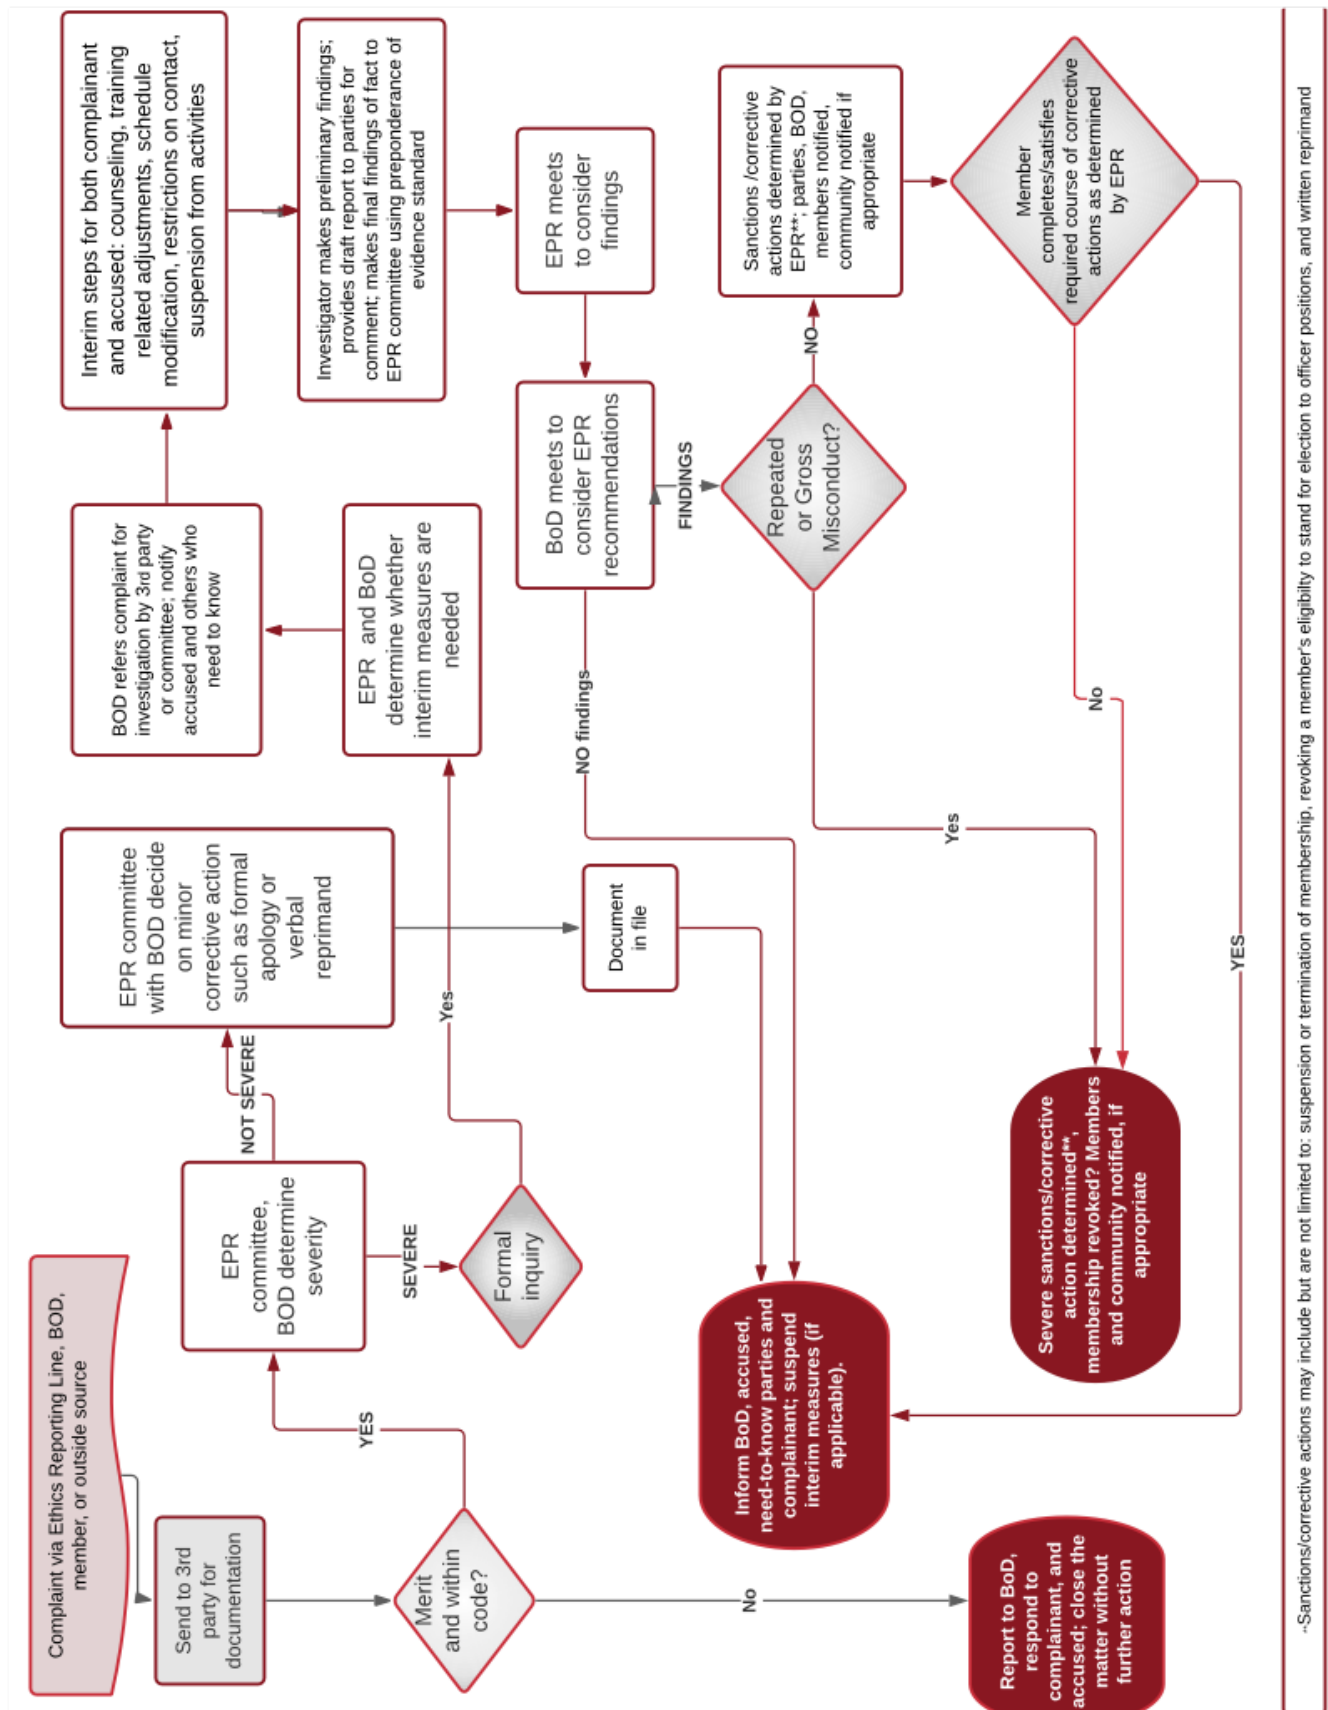 Complaint via Ethics Reporting Line, BOD,
member, or outside source
Send to 3rd
party for
documentation
Merit
and within
code?
YES
No
Report to BoD,
respond to
complainant, and
accused; close the
matter without
further action
EPR
committee,
BOD determine
severity
NOT SEVERE
SEVERE
EPR committee
with BOD decide
on minor
corrective action
such as formal
apology or
verbal
reprimand
Document
in file
Formal
inquiry
Yes
EPR and BoD
determine whether
interim measures are
needed
BOD refers complaint for
investigation by 3rd party
or committee; notify
accused and others who
need to know
Interim steps for both complainant
and accused: counseling, training
related adjustments, schedule
modification, restrictions on contact,
suspension from activities
Investigator makes preliminary findings;
provides draft report to parties for
comment; makes final findings of fact to
EPR committee using preponderance of
evidence standard
EPR meets
to consider
findings
BoD meets to
consider EPR
recommendations
NO findings
FINDINGS
Inform BoD, accused,
need-to-know parties and
complainant; suspend
interim measures (if
applicable).
Repeated
or Gross
Misconduct?
NO
Yes
Sanctions /corrective
actions determined by
EPR**; parties, BOD,
members notified,
community notified if
appropriate
Member
completes/satisfies
required course of corrective
actions as determined
by EPR
No
YES
Severe sanctions/corrective
action determined**,
membership revoked? Members
and community notified, if
appropriate
**Sanctions/corrective actions may include but are not limited to: suspension or termination of membership, revoking a member's eligibilty to stand for election to officer positions, and written reprimand